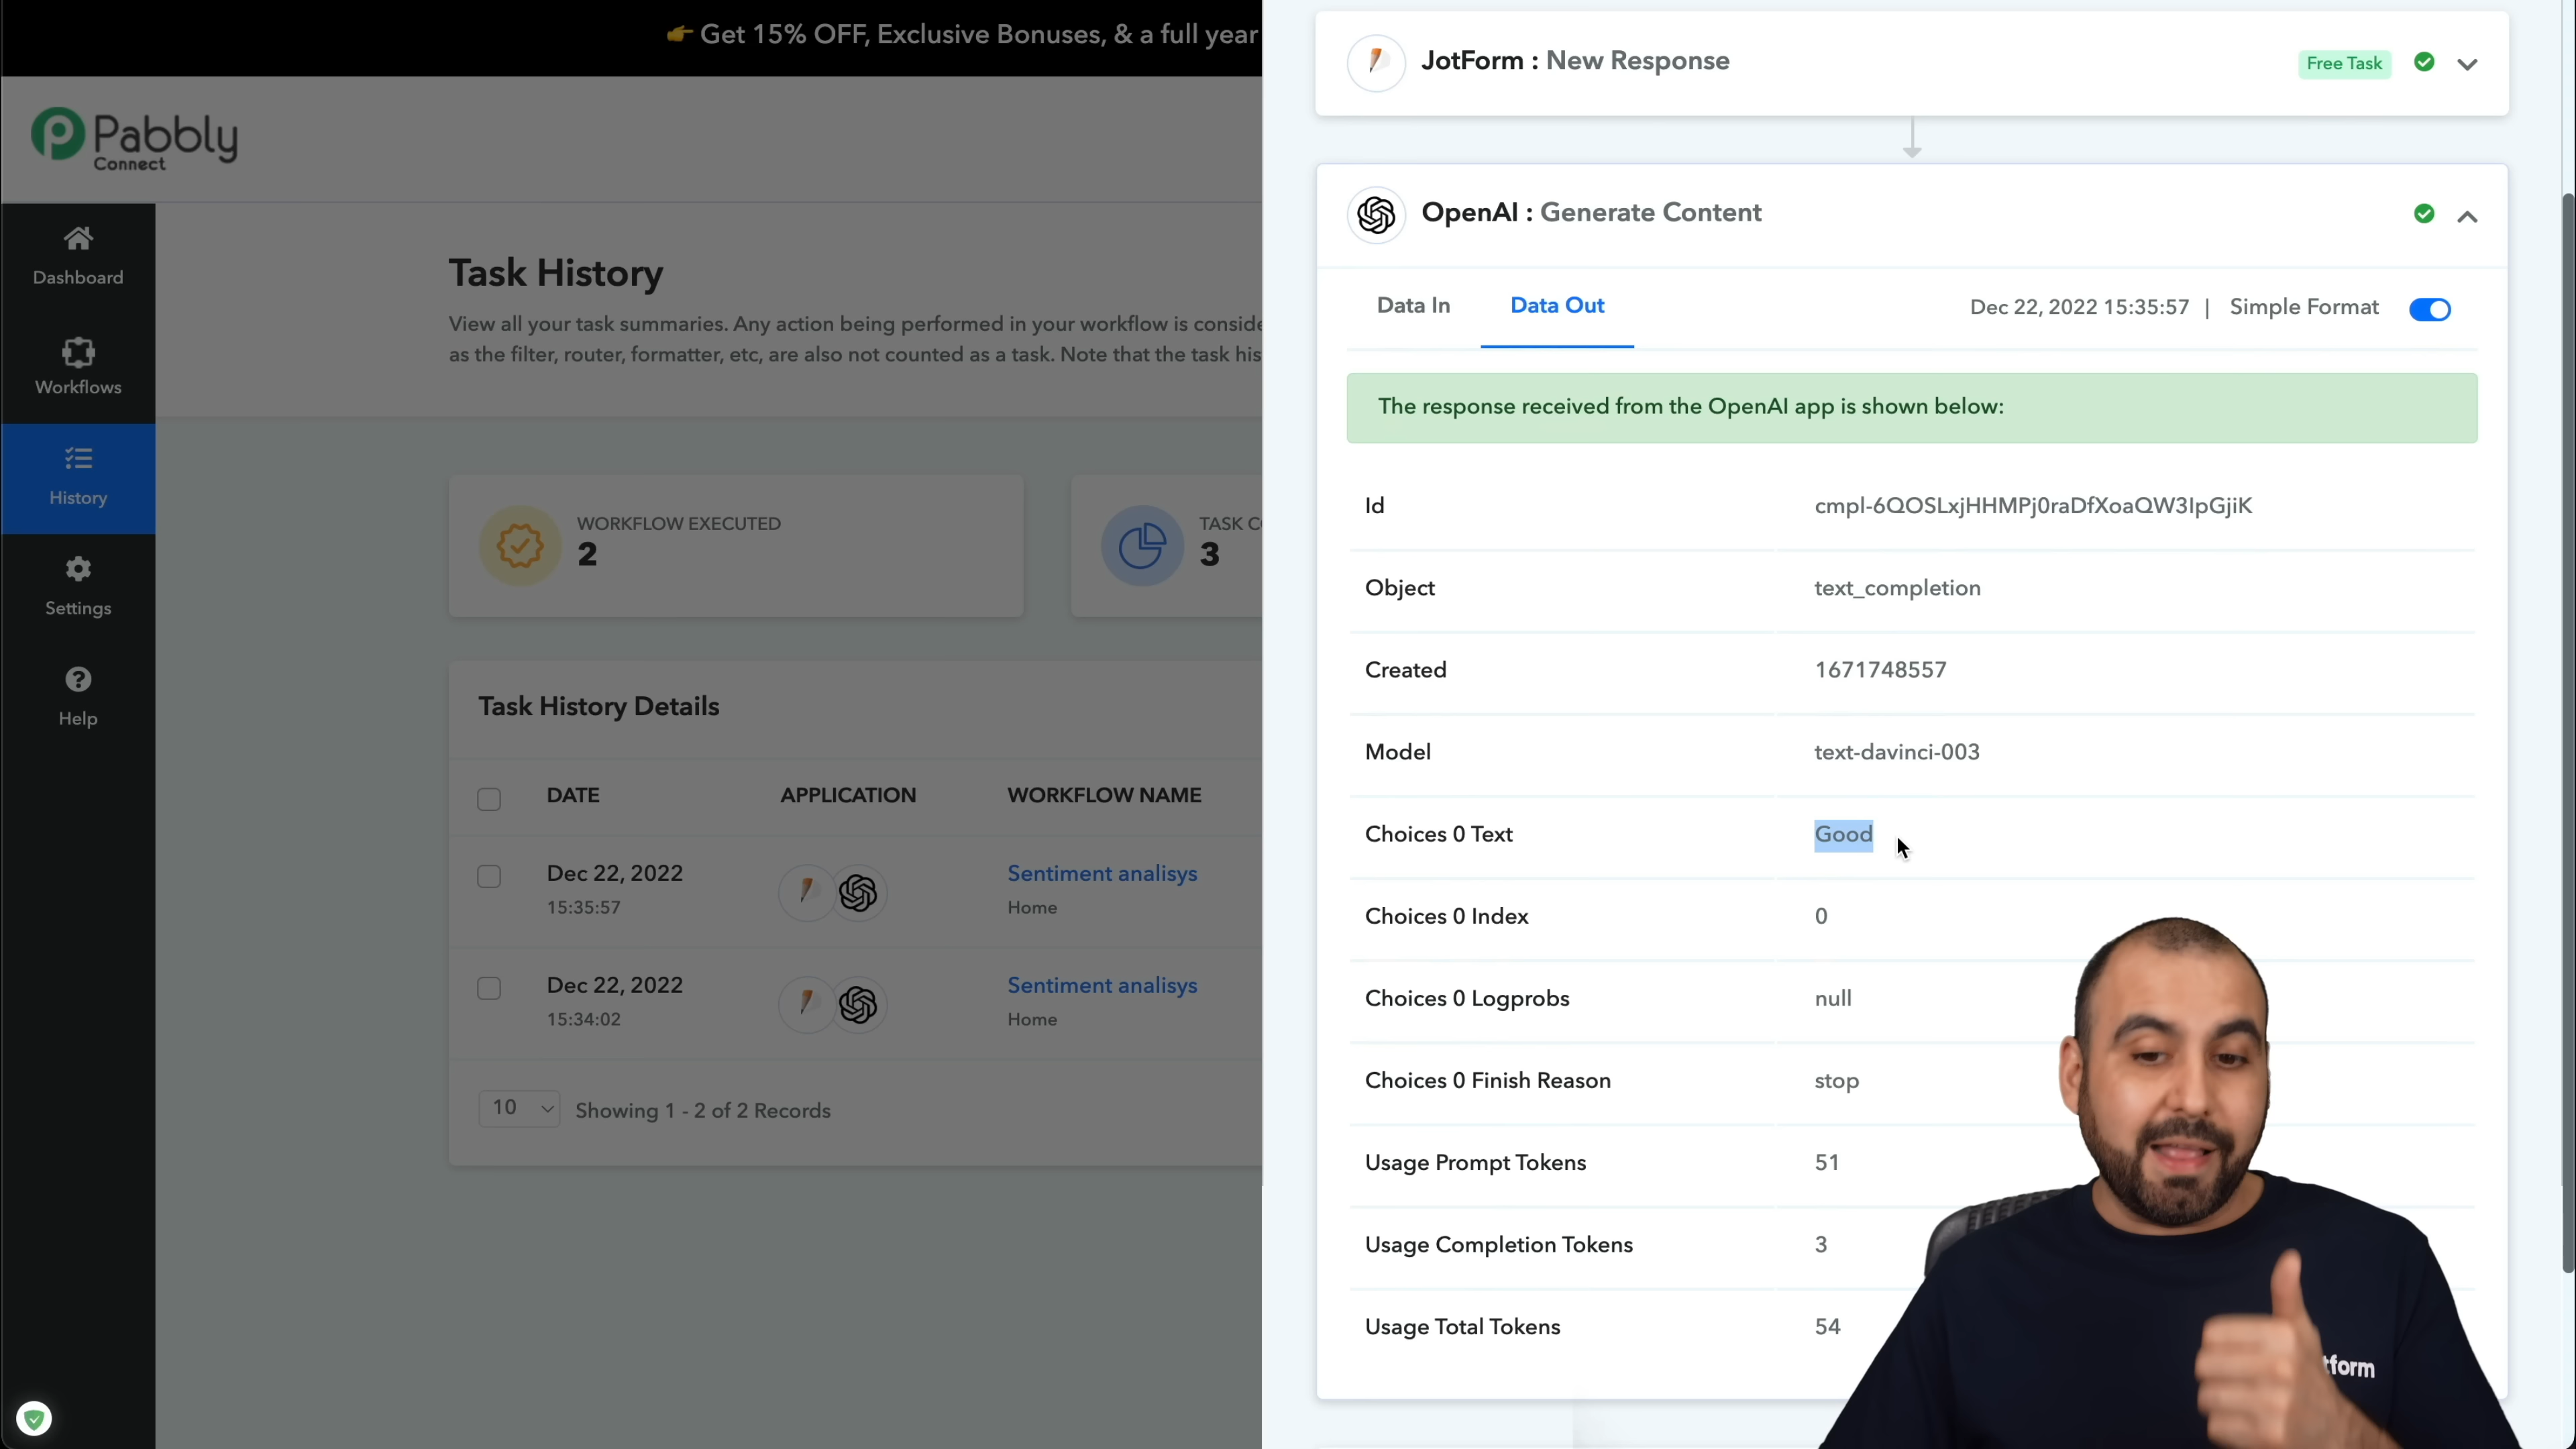 👉 Get 15% OFF, Exclusive Bonuses, & a full year
Pabbly
Connect
Dashboard
Workflows
History
Settings
Help
Task History
View all your task summaries. Any action being performed in your workflow is conside
as the filter, router, formatter, etc, are also not counted as a task. Note that the task his
WORKFLOW EXECUTED
2
TASK CO
3
Task History Details
DATE APPLICATION WORKFLOW NAME
Dec 22, 2022 Sentiment analisys
15:35:57 Home
Dec 22, 2022 Sentiment analisys
15:34:02 Home
10 Showing 1 - 2 of 2 Records
JotForm : New Response Free Task
OpenAI : Generate Content
Data In Data Out Dec 22, 2022 15:35:57 | Simple Format
The response received from the OpenAI app is shown below:
Id cmpl-6QOSLxjHHMPj0raDfXoaQW3IpGjiK
Object text_completion
Created 1671748557
Model text-davinci-003
Choices 0 Text Good
Choices 0 Index 0
Choices 0 Logprobs null
Choices 0 Finish Reason stop
Usage Prompt Tokens 51
Usage Completion Tokens 3
Usage Total Tokens 54
tform